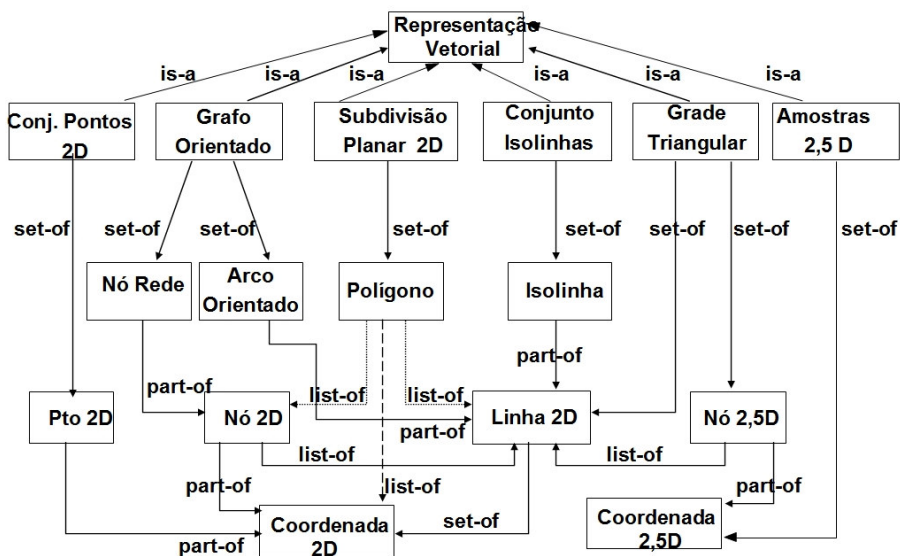 Representação
Vetorial
is-a
is-a
is-a
is-a
is-a
is-a
Conj. Pontos
2D
Grafo
Orientado
Subdivisão
Planar 2D
Conjunto
Isolinhas
Grade
Triangular
Amostras
2,5 D
set-of
set-of
set-of
set-of
set-of
set-of
set-of
set-of
Nó Rede
Arco
Orientado
Polígono
Isolinha
part-of
part-of
list-of
list-of
Pto 2D
Nó 2D
part-of
Linha 2D
Nó 2,5D
list-of
list-of
part-of
list-of
part-of
Coordenada
2D
set-of
Coordenada
2,5D
part-of